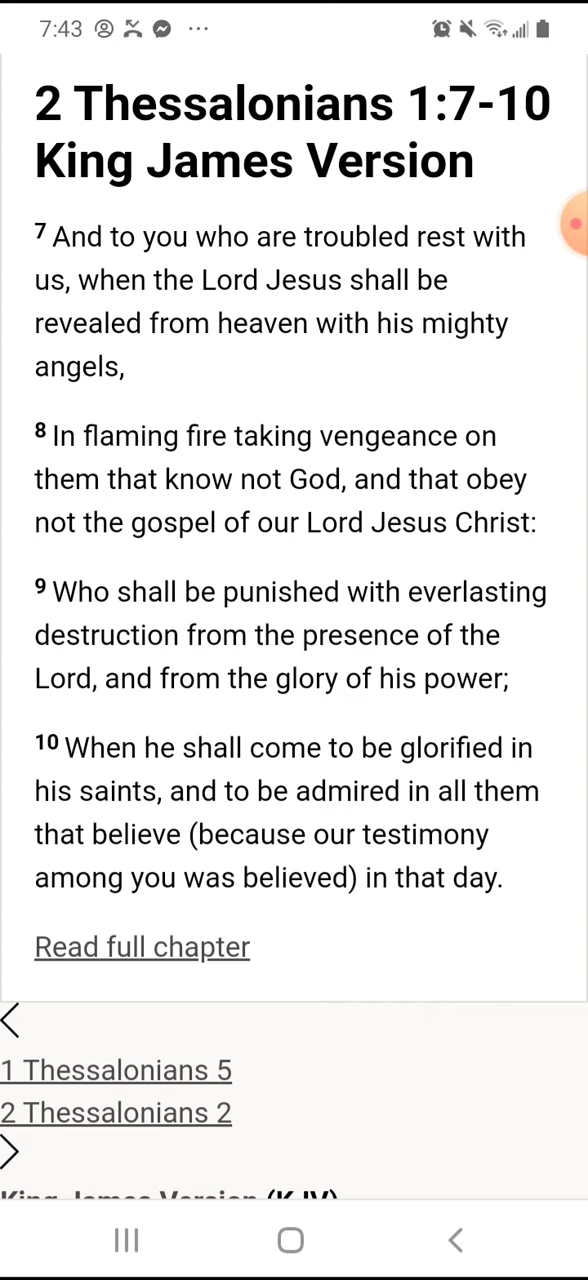 7:43
2 Thessalonians 1:7-10
King James Version
7 And to you who are troubled rest with
us, when the Lord Jesus shall be
revealed from heaven with his mighty
angels,
8 In flaming fire taking vengeance on
them that know not God, and that obey
not the gospel of our Lord Jesus Christ:
9 Who shall be punished with everlasting
destruction from the presence of the
Lord, and from the glory of his power;
10 When he shall come to be glorified in
his saints, and to be admired in all them
that believe (because our testimony
among you was believed) in that day.
Read full chapter
1 Thessalonians 5
2 Thessalonians 2
King James Version (KJV)